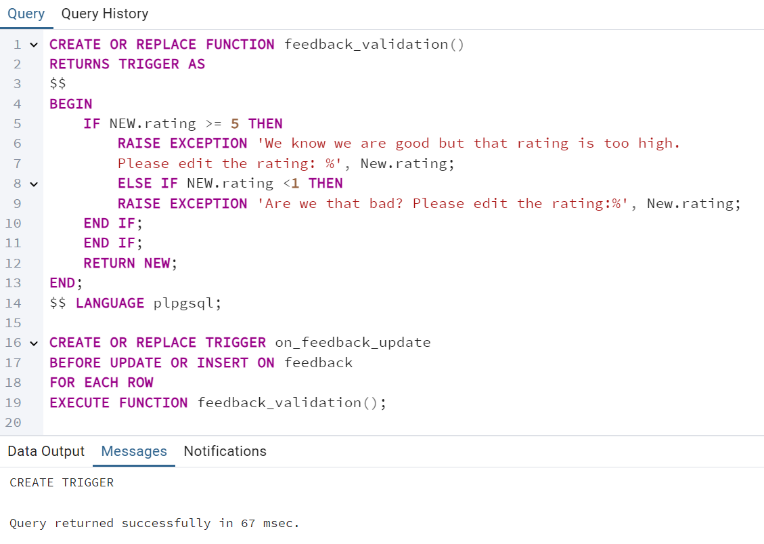 Query Query History
1 CREATE OR REPLACE FUNCTION feedback_validation()
2 RETURNS TRIGGER AS
3 $$
4 BEGIN
5 IF NEW.rating >= 5 THEN
6 RAISE EXCEPTION 'We know we are good but that rating is too high.
7 Please edit the rating: %', New.rating;
8 ELSE IF NEW.rating <1 THEN
9 RAISE EXCEPTION 'Are we that bad? Please edit the rating:%', New.rating;
10 END IF;
11 END IF;
12 RETURN NEW;
13 END;
14 $$ LANGUAGE plpgsql;
15
16 CREATE OR REPLACE TRIGGER on_feedback_update
17 BEFORE UPDATE OR INSERT ON feedback
18 FOR EACH ROW
19 EXECUTE FUNCTION feedback_validation();
20
Data Output Messages Notifications
CREATE TRIGGER
Query returned successfully in 67 msec.